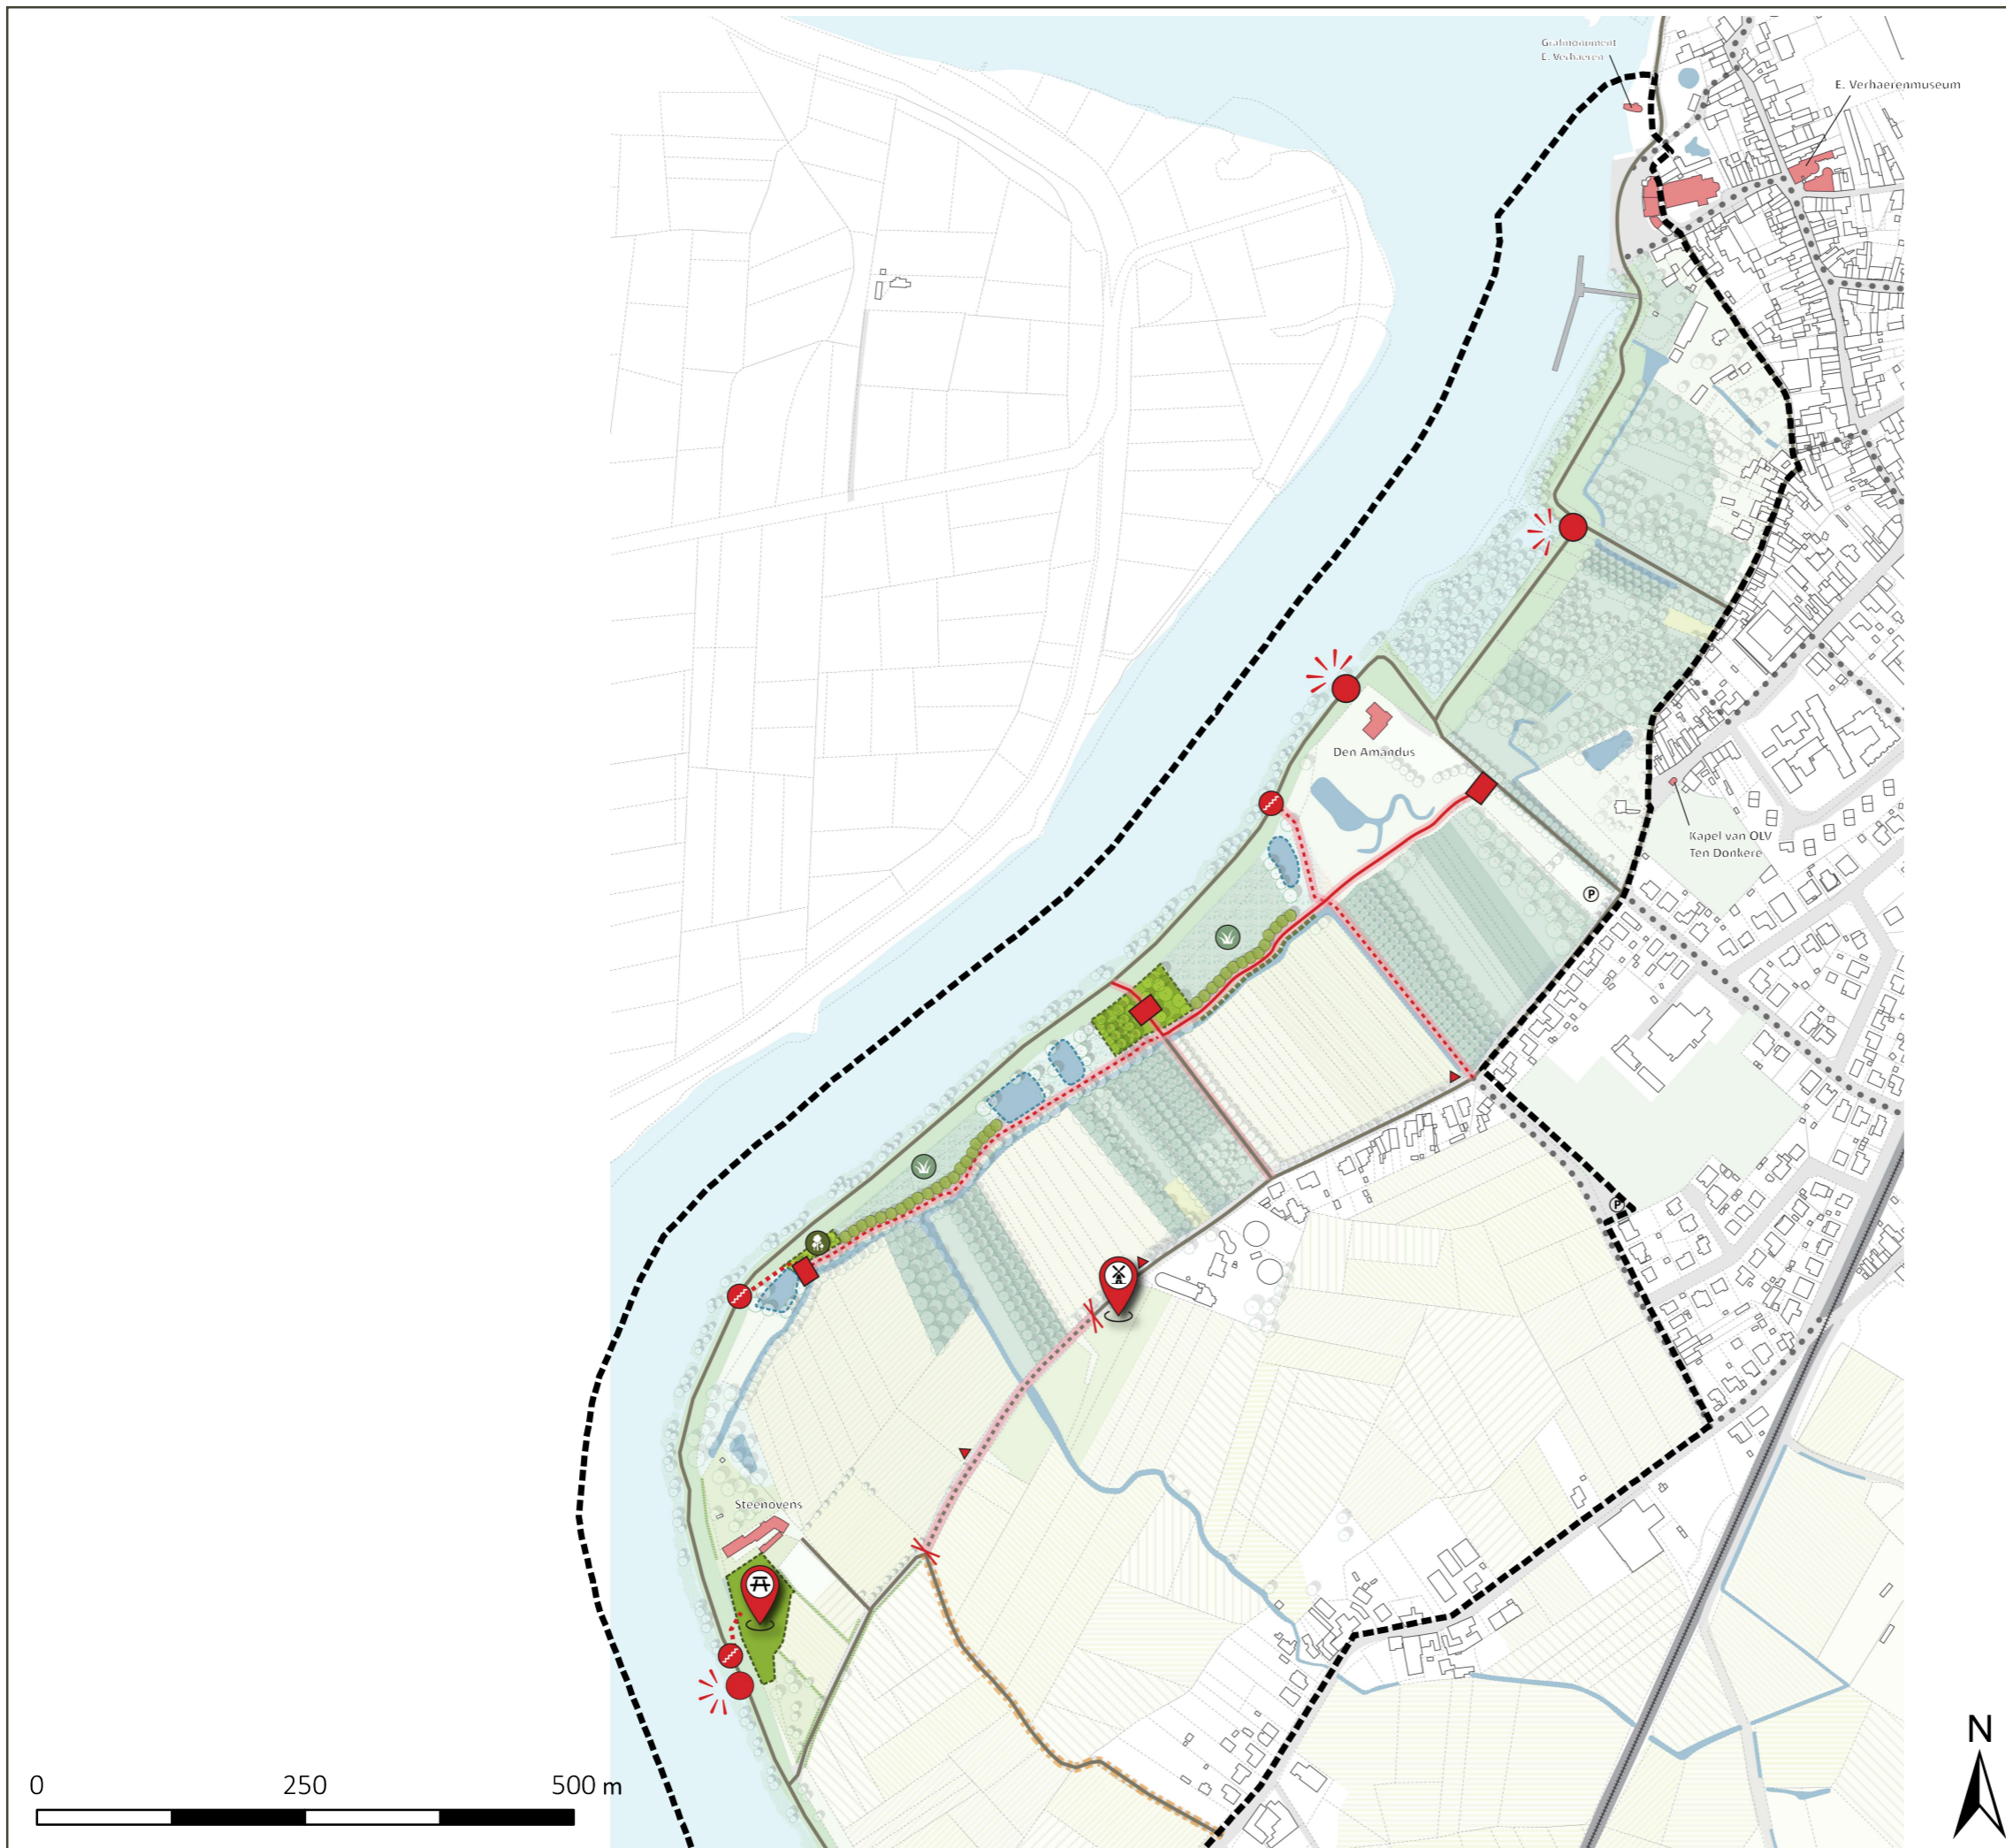 Grafmonument
E. Verhaeren
E. Verhaerenmuseum
Den Amandus
Kapel van OLV
Ten Donkere
P
P
Steenovens
0 250 500 m
N